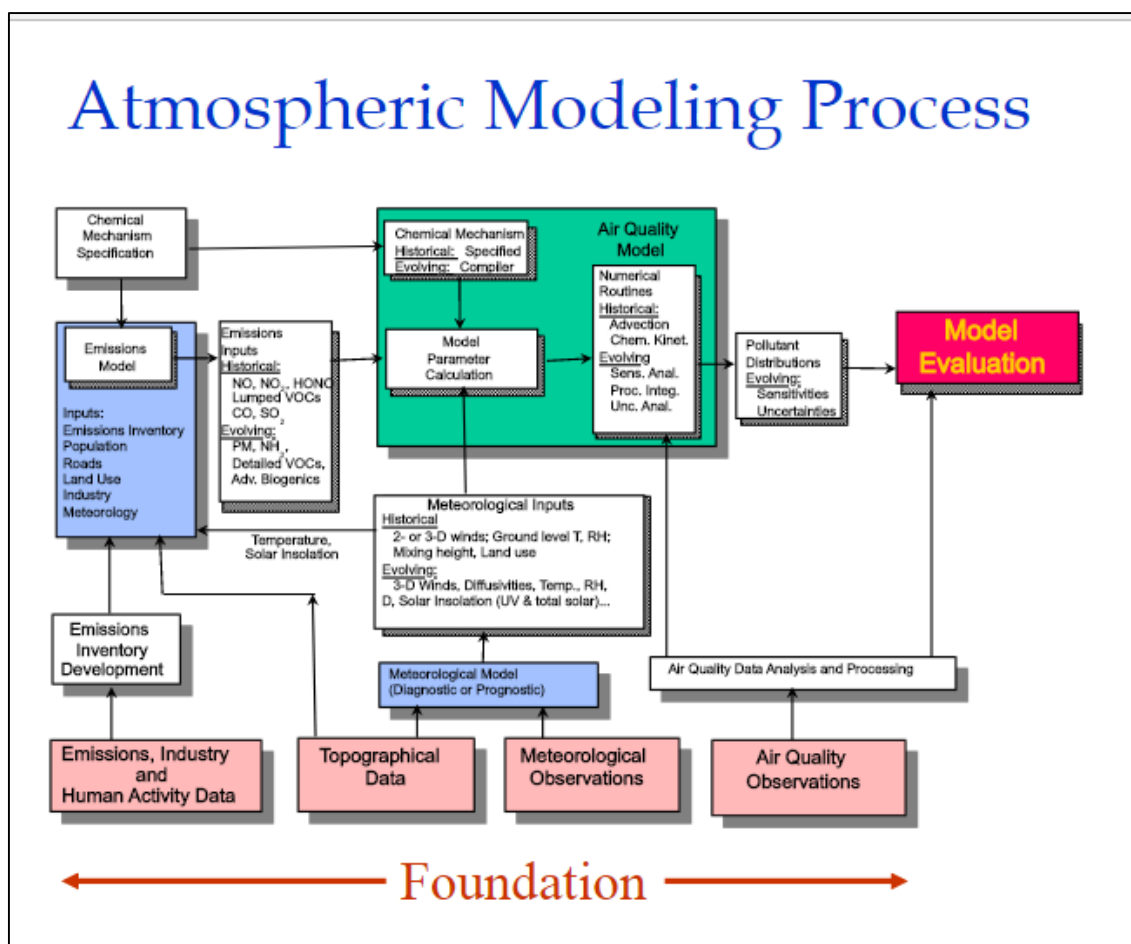 Atmospheric Modeling Process
Chemical
Mechanism
Specification
Chemical Mechanism
Historical: Specified
Evolving: Compiler
Air Quality
Model
Emissions
Model
Inputs:
Emissions Inventory
Population
Roads
Land Use
Industry
Meteorology
Emissions
Inputs
Historical:
NO, NO2, HONO
Lumped VOCs
CO, SO2
Evolving:
PM, NH2,
Detailed VOCs,
Adv. Biogenics
Model
Parameter
Calculation
Numerical
Routines
Historical:
Advection
Chem. Kinet.
Evolving
Sens. Anal.
Proc. Integ.
Unc. Anal.
Pollutant
Distributions
Evolving:
Sensitivities
Uncertainties
Model
Evaluation
Temperature,
Solar Insolation
Meteorological Inputs
Historical
2- or 3-D winds; Ground level T, RH;
Mixing height, Land use
Evolving:
3-D Winds, Diffusivities, Temp., RH,
D, Solar Insolation (UV & total solar)...
Emissions
Inventory
Development
Meteorological Model
(Diagnostic or Prognostic)
Air Quality Data Analysis and Processing
Emissions, Industry
and
Human Activity Data
Topographical
Data
Meteorological
Observations
Air Quality
Observations
Foundation